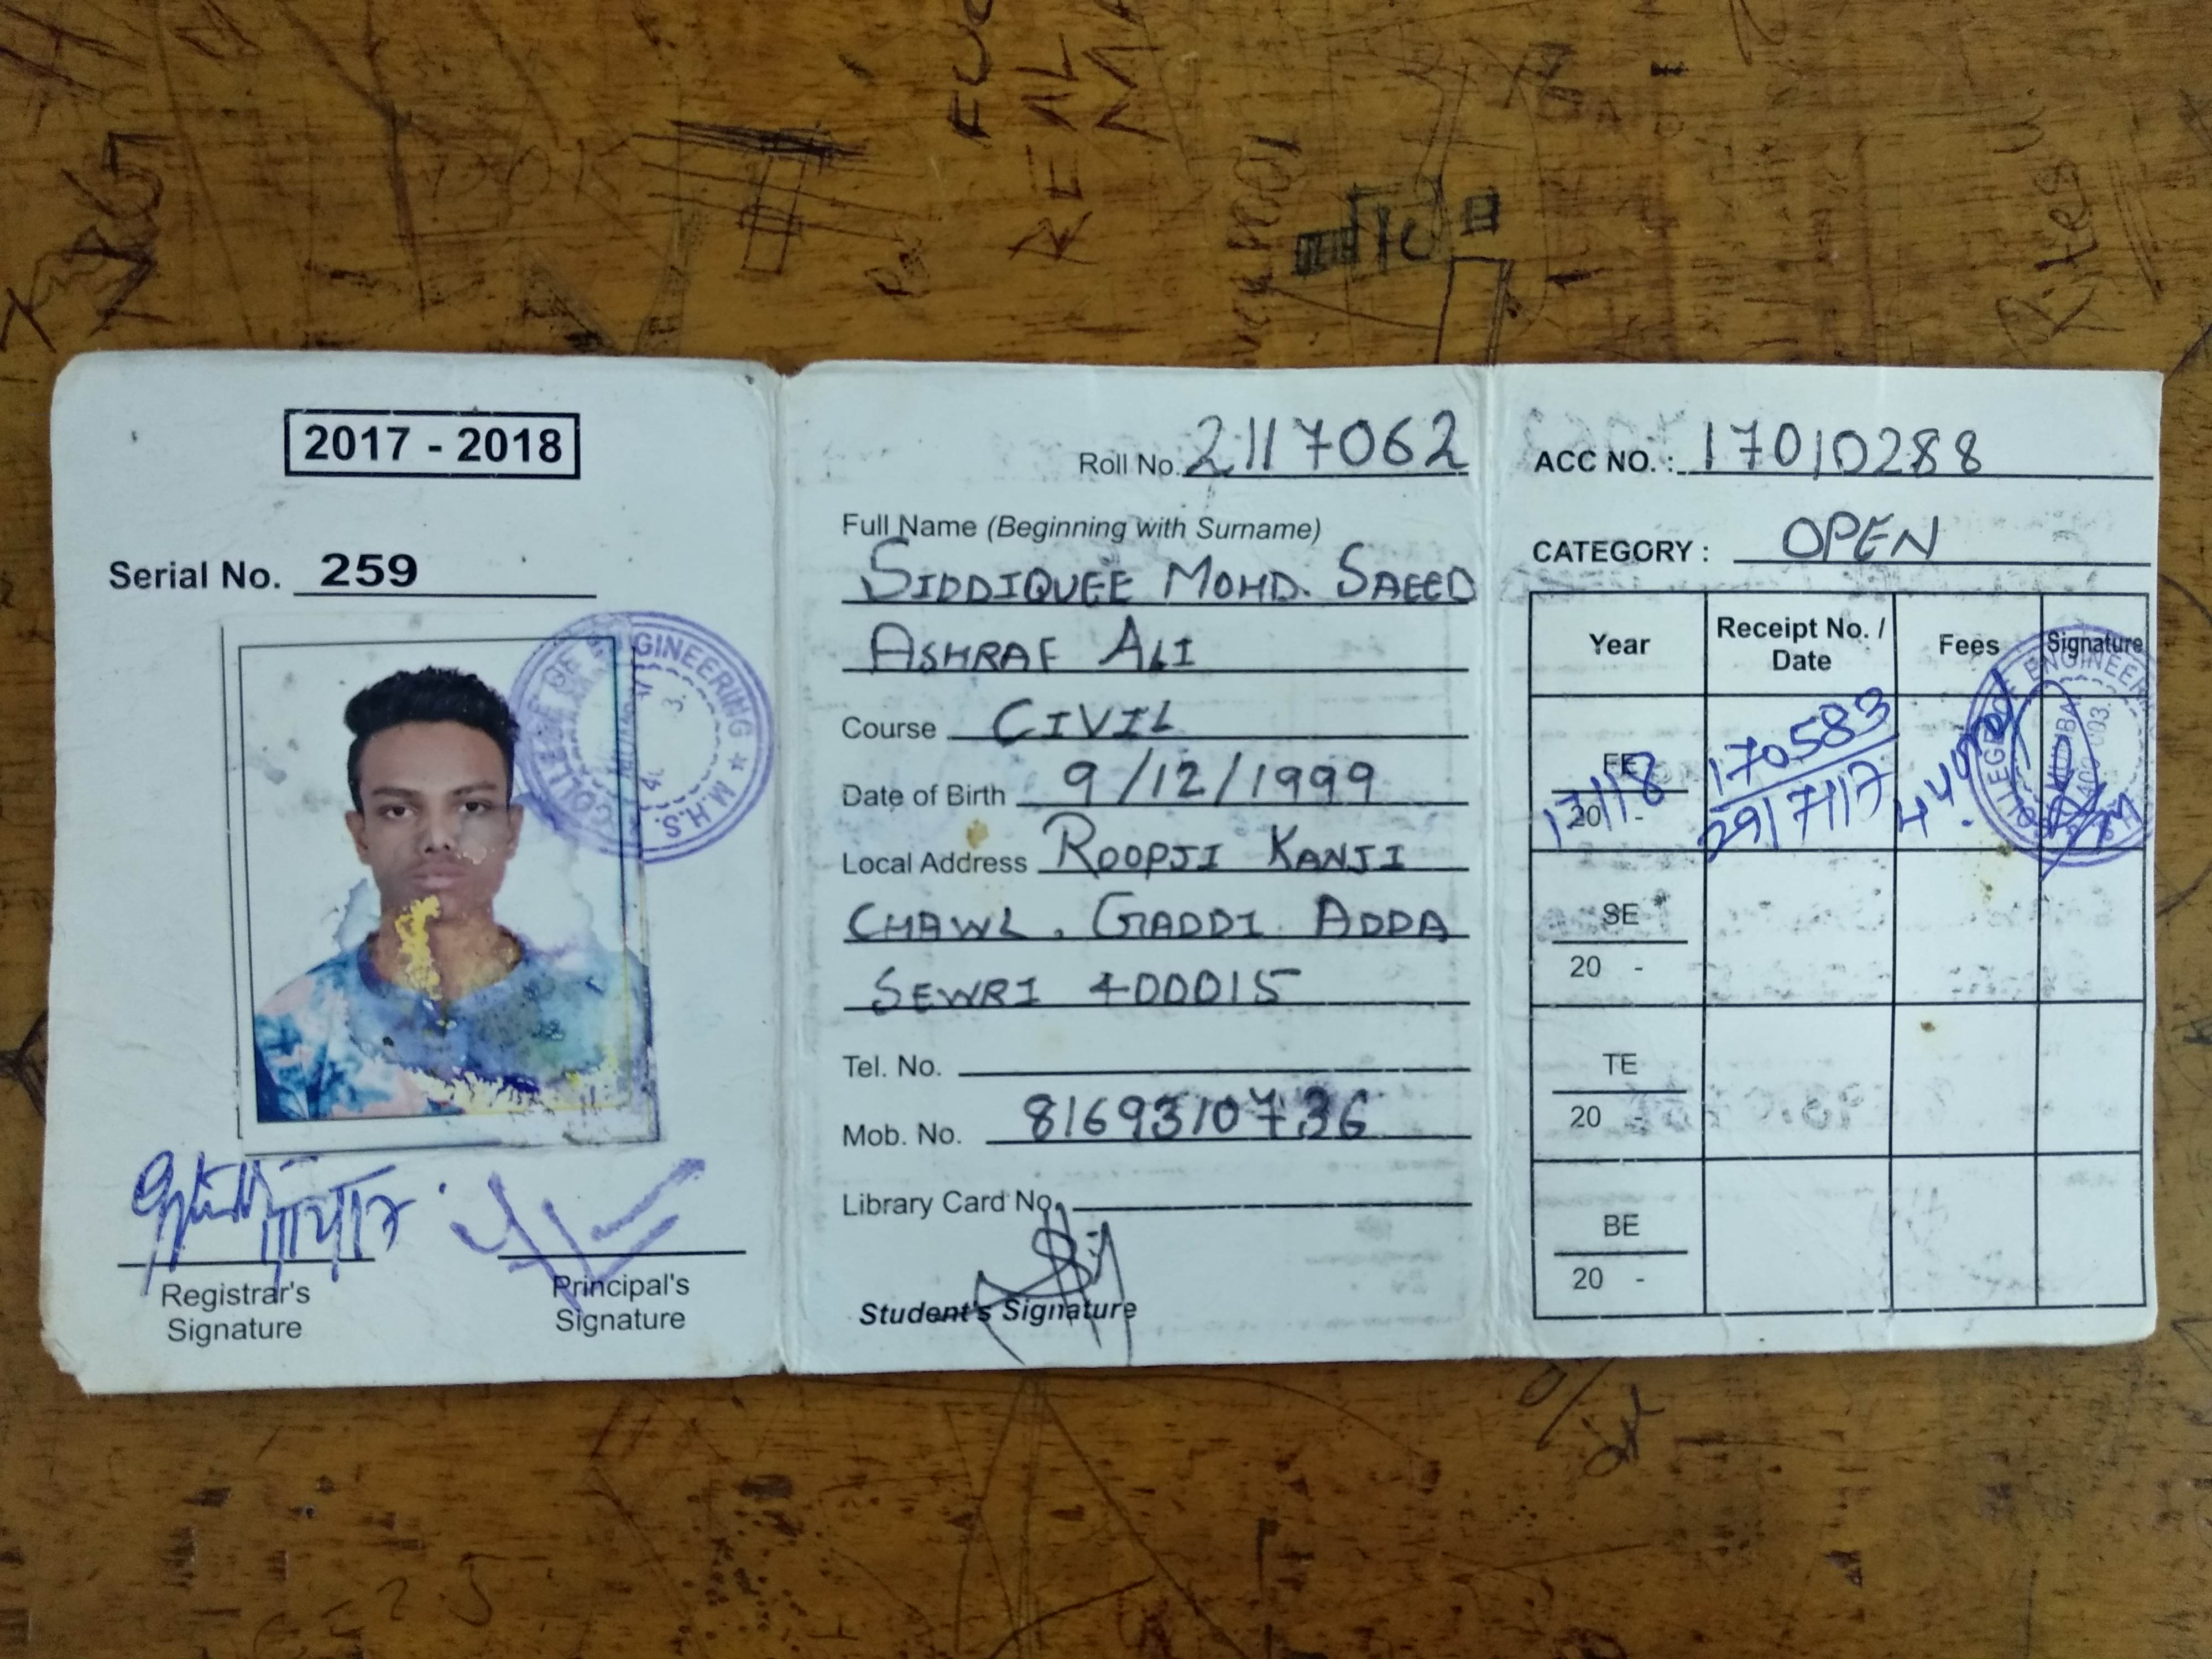 2017 - 2018
Serial No. 259
COLLEGE OF ENGINEERING ★ M.H.S.
Registrar's
Signature
Principal's
Signature
Roll No. 2117062
Full Name (Beginning with Surname)
SIDDIQUEE MOHD. SAEED
ASHRAF ALI
Course CIVIL
Date of Birth 9/12/1999
Local Address ROOPJI KANJI
CHAWL, GADDI ADDA
SEWRI 400015
Tel. No.
Mob. No. 8169310736
Library Card No.
Student's Signature
ACC NO. : 17010288
CATEGORY : OPEN
Year Receipt No. / Date Fees Signature
FE 170583
20 - 17/18 29/7/17
SE
20 -
TE
20 -
BE
20 -
REAL